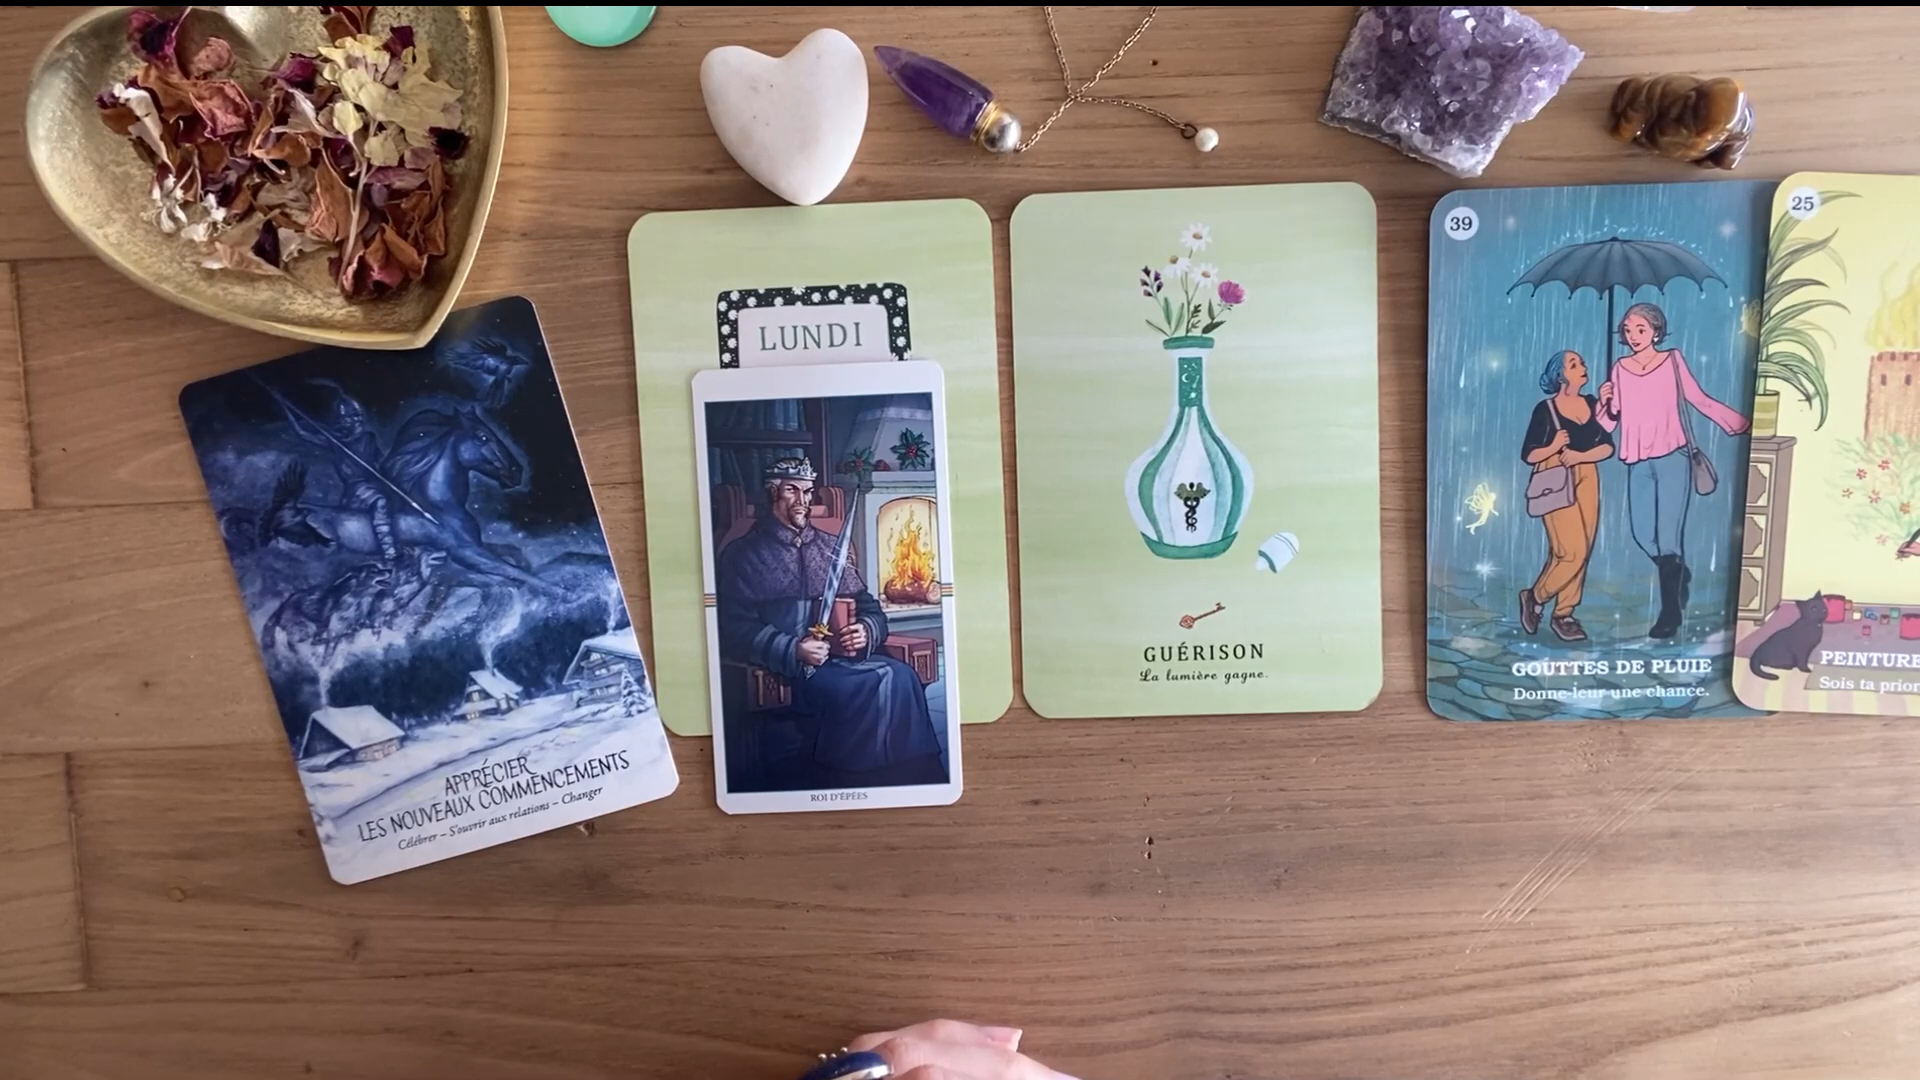 APPRÉCIER
LES NOUVEAUX COMMENCEMENTS
Célébrer – S'ouvrir aux relations – Changer
LUNDI
ROI D'ÉPÉES
GUÉRISON
La lumière gagne.
39
GOUTTES DE PLUIE
Donne-leur une chance.
25
PEINTURE
Sois ta prior